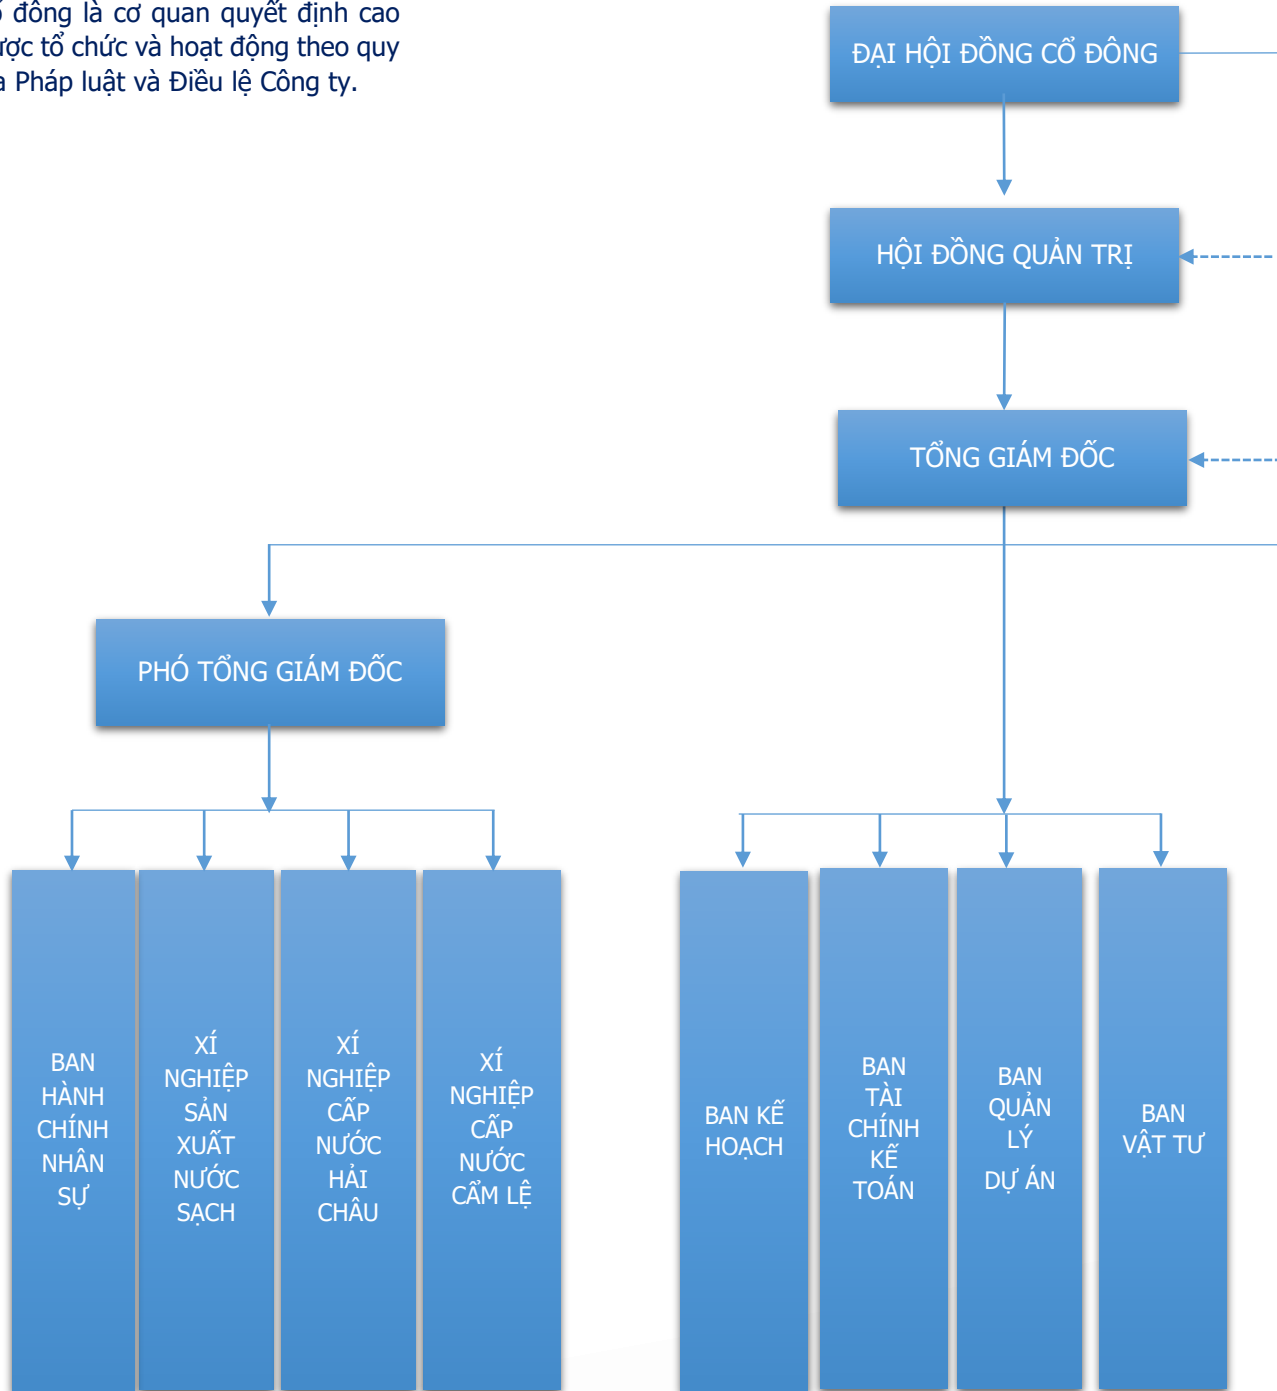 đông là cơ quan quyết định cao
tổ chức và hoạt động theo quy
Pháp luật và Điều lệ Công ty.
ĐẠI HỘI ĐỒNG CỔ ĐÔNG
HỘI ĐỒNG QUẢN TRỊ
TỔNG GIÁM ĐỐC
PHÓ TỔNG GIÁM ĐỐC
BAN
HÀNH
CHÍNH
NHÂN
SỰ
XÍ
NGHIỆP
SẢN
XUẤT
NƯỚC
SẠCH
XÍ
NGHIỆP
CẤP
NƯỚC
HẢI
CHÂU
XÍ
NGHIỆP
CẤP
NƯỚC
CẨM LỆ
BAN KẾ
HOẠCH
BAN
TÀI
CHÍNH
KẾ
TOÁN
BAN
QUẢN
LÝ
DỰ ÁN
BAN
VẬT TƯ